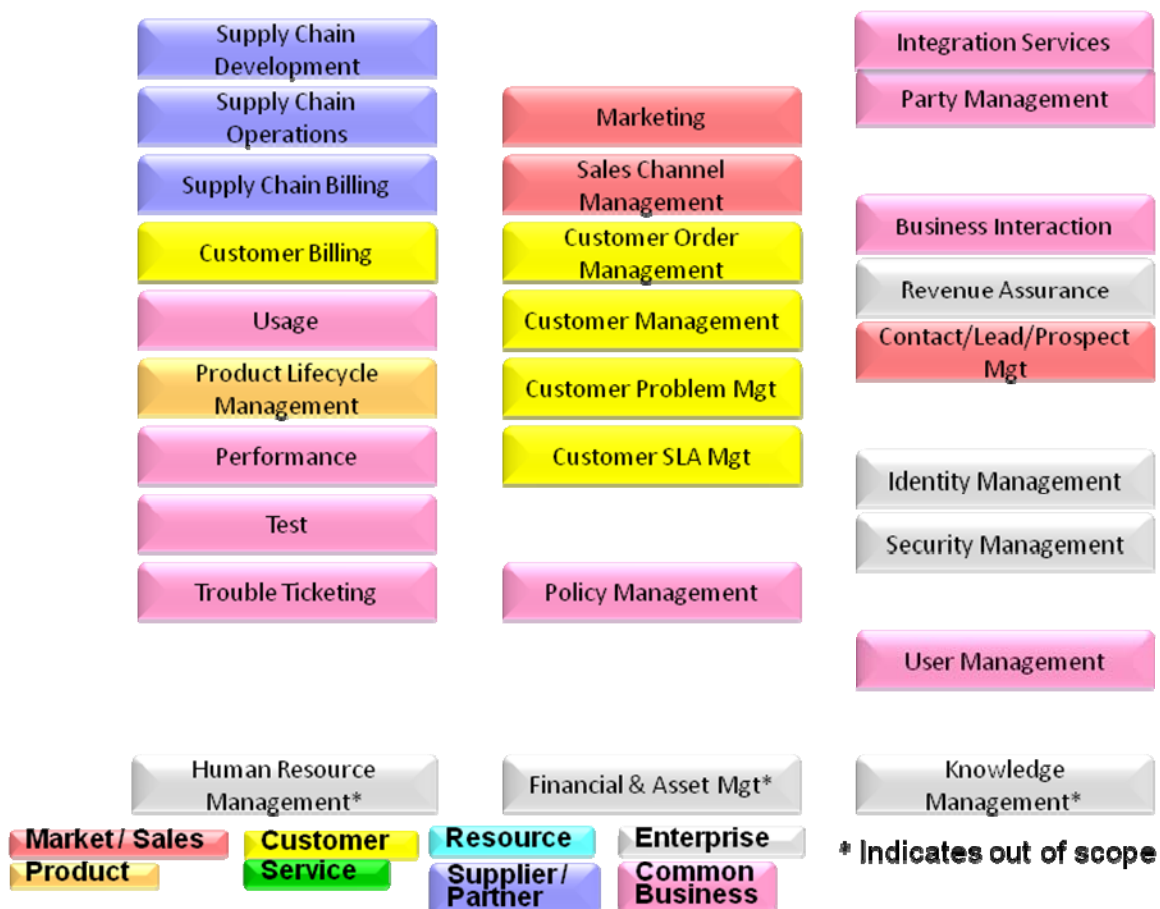 Supply Chain
Development
Supply Chain
Operations
Supply Chain Billing
Customer Billing
Usage
Product Lifecycle
Management
Performance
Test
Trouble Ticketing
Marketing
Sales Channel
Management
Customer Order
Management
Customer Management
Customer Problem Mgt
Customer SLA Mgt
Policy Management
Integration Services
Party Management
Business Interaction
Revenue Assurance
Contact/Lead/Prospect
Mgt
Identity Management
Security Management
User Management
Human Resource
Management*
Financial & Asset Mgt*
Knowledge
Management*
Market / Sales
Product
Customer
Service
Resource
Supplier /
Partner
Enterprise
Common
Business
* Indicates out of scope